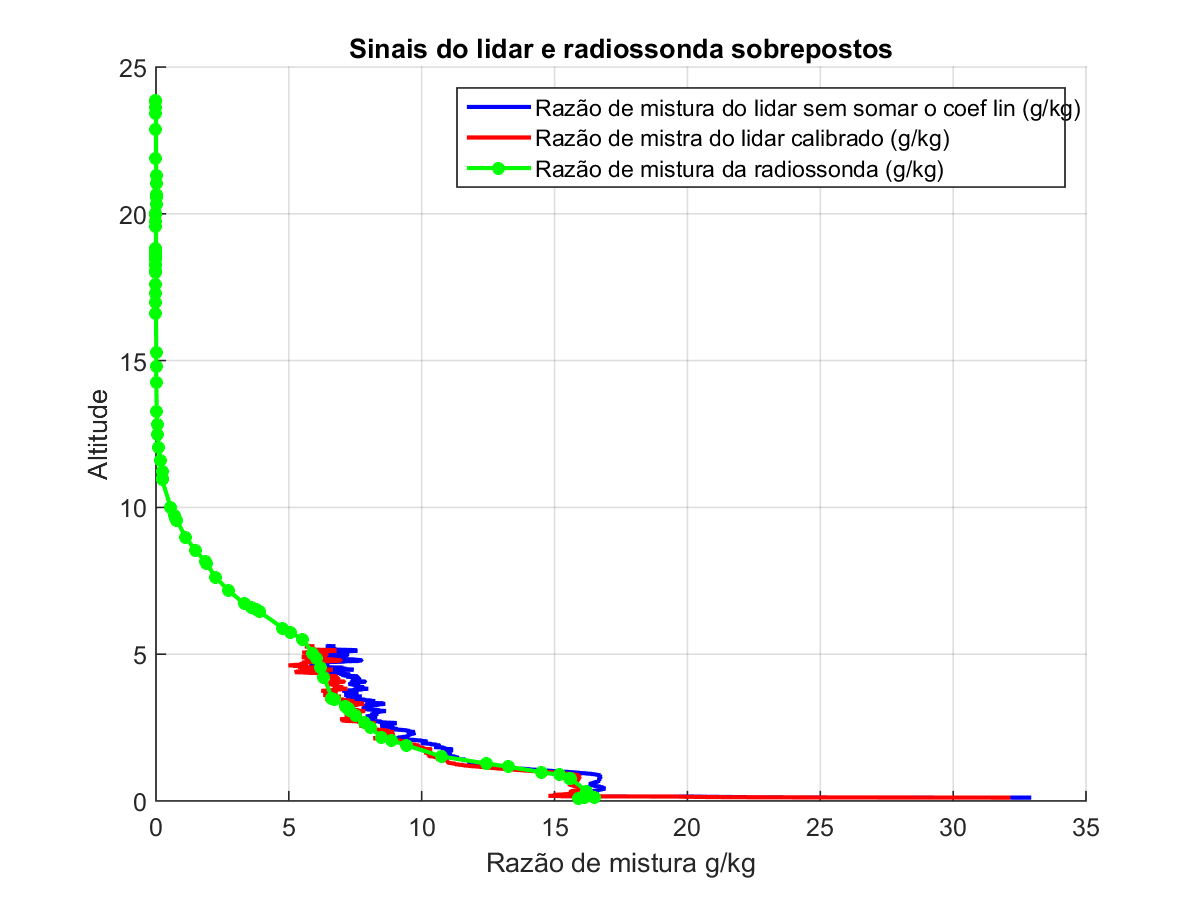 Sinais do lidar e radiossonda sobrepostos
25
20
15
10
5
0
Altitude
Razão de mistura do lidar sem somar o coef lin (g/kg)
Razão de mistra do lidar calibrado (g/kg)
Razão de mistura da radiossonda (g/kg)
0 5 10 15 20 25 30 35
Razão de mistura g/kg